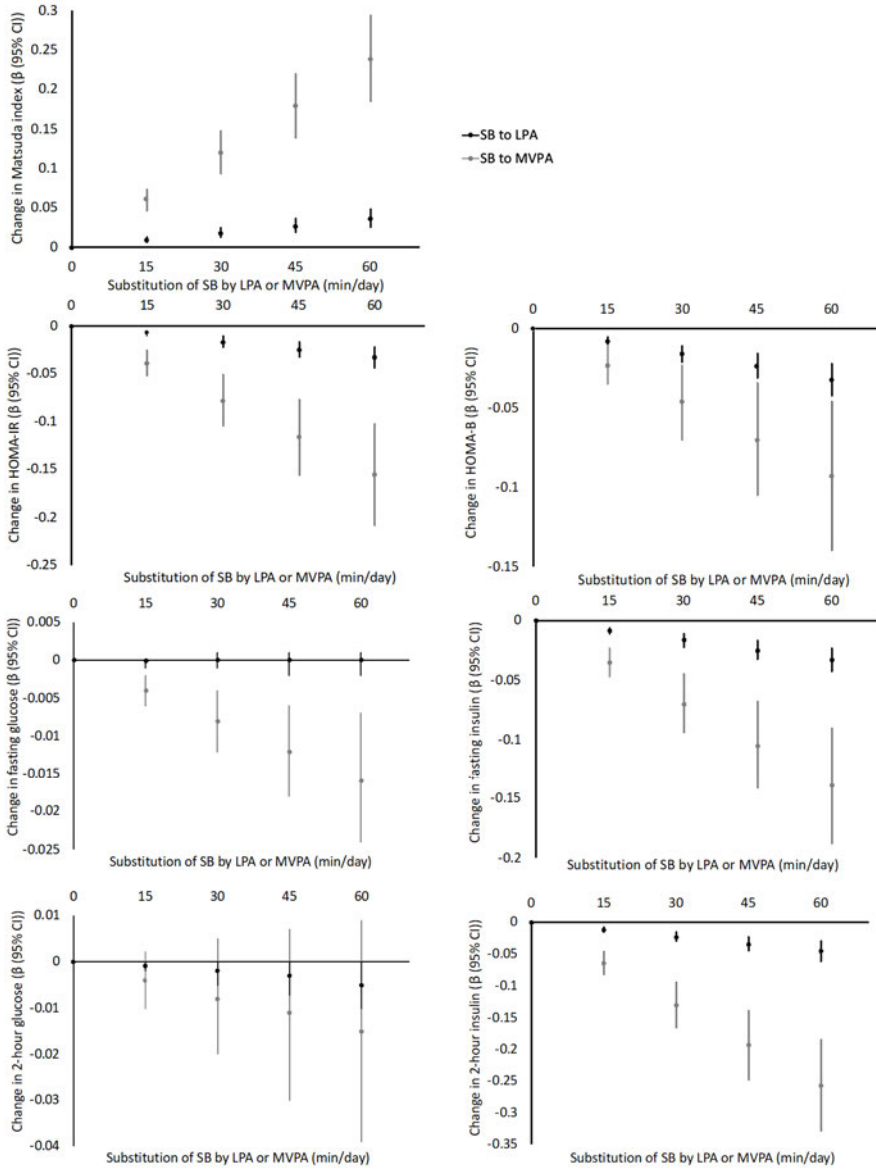 0.3
0.25
0.2
0.15
0.1
0.05
0
Change in Matsuda index (β (95% CI))
0 15 30 45 60
Substitution of SB by LPA or MVPA (min/day)
SB to LPA
SB to MVPA
0 15 30 45 60
0
-0.05
-0.1
-0.15
-0.2
-0.25
Change in HOMA-IR (β (95% CI))
Substitution of SB by LPA or MVPA (min/day)
0 15 30 45 60
0
-0.05
-0.1
-0.15
Change in HOMA-B (β (95% CI))
Substitution of SB by LPA or MVPA (min/day)
0 15 30 45 60
0.005
0
-0.005
-0.01
-0.015
-0.02
-0.025
Change in fasting glucose (β (95% CI))
Substitution of SB by LPA or MVPA (min/day)
0 15 30 45 60
0
-0.05
-0.1
-0.15
-0.2
Change in fasting insulin (β (95% CI))
Substitution of SB by LPA or MVPA (min/day)
0 15 30 45 60
0.01
0
-0.01
-0.02
-0.03
-0.04
Change in 2-hour glucose (β (95% CI))
Substitution of SB by LPA or MVPA (min/day)
0 15 30 45 60
0
-0.05
-0.1
-0.15
-0.2
-0.25
-0.3
-0.35
Change in 2-hour insulin (β (95% CI))
Substitution of SB by LPA or MVPA (min/day)